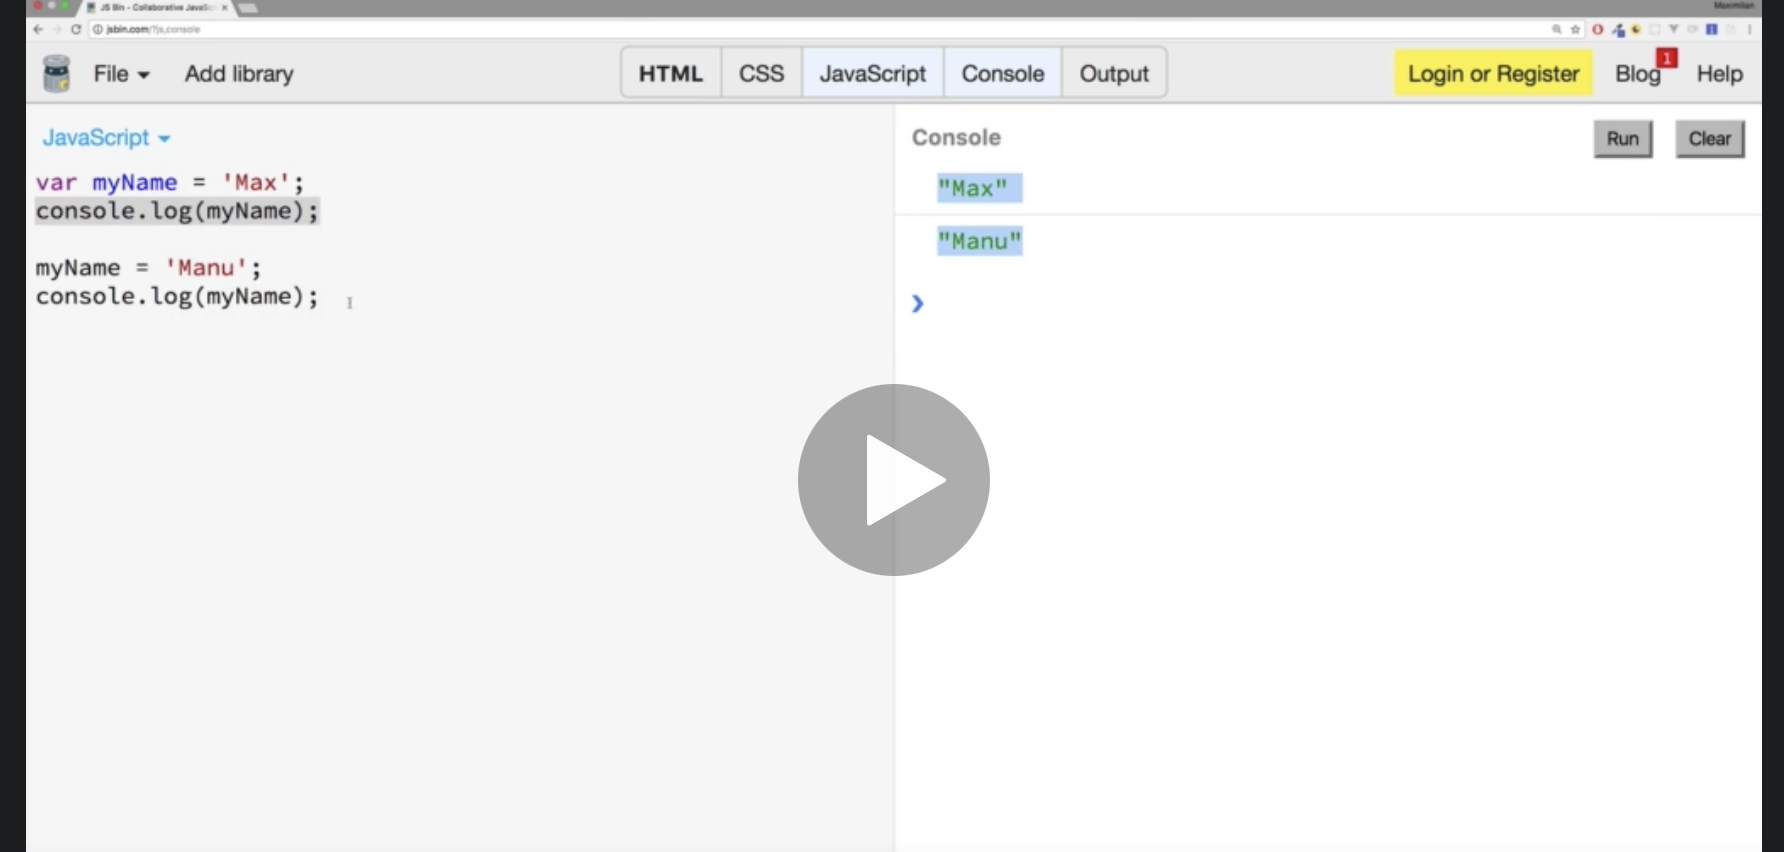 JS Bin - Collaborative JavaSc
Maximilian
jsbin.com/?js,console
File
Add library
HTML
CSS
JavaScript
Console
Output
Login or Register
Blog
1
Help
JavaScript
var myName = 'Max';
console.log(myName);
myName = 'Manu';
console.log(myName);
Console
Run
Clear
"Max"
"Manu"